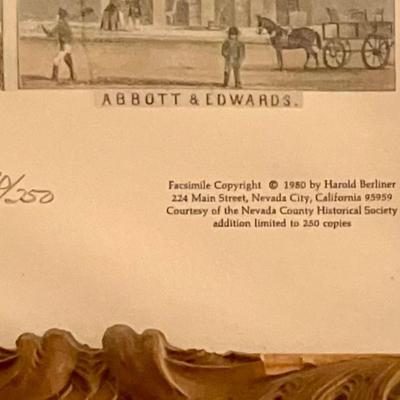 ABBOTT & EDWARDS.
/250
Facsimile Copyright © 1980 by Harold Berliner
224 Main Street, Nevada City, California 95959
Courtesy of the Nevada County Historical Society
addition limited to 250 copies